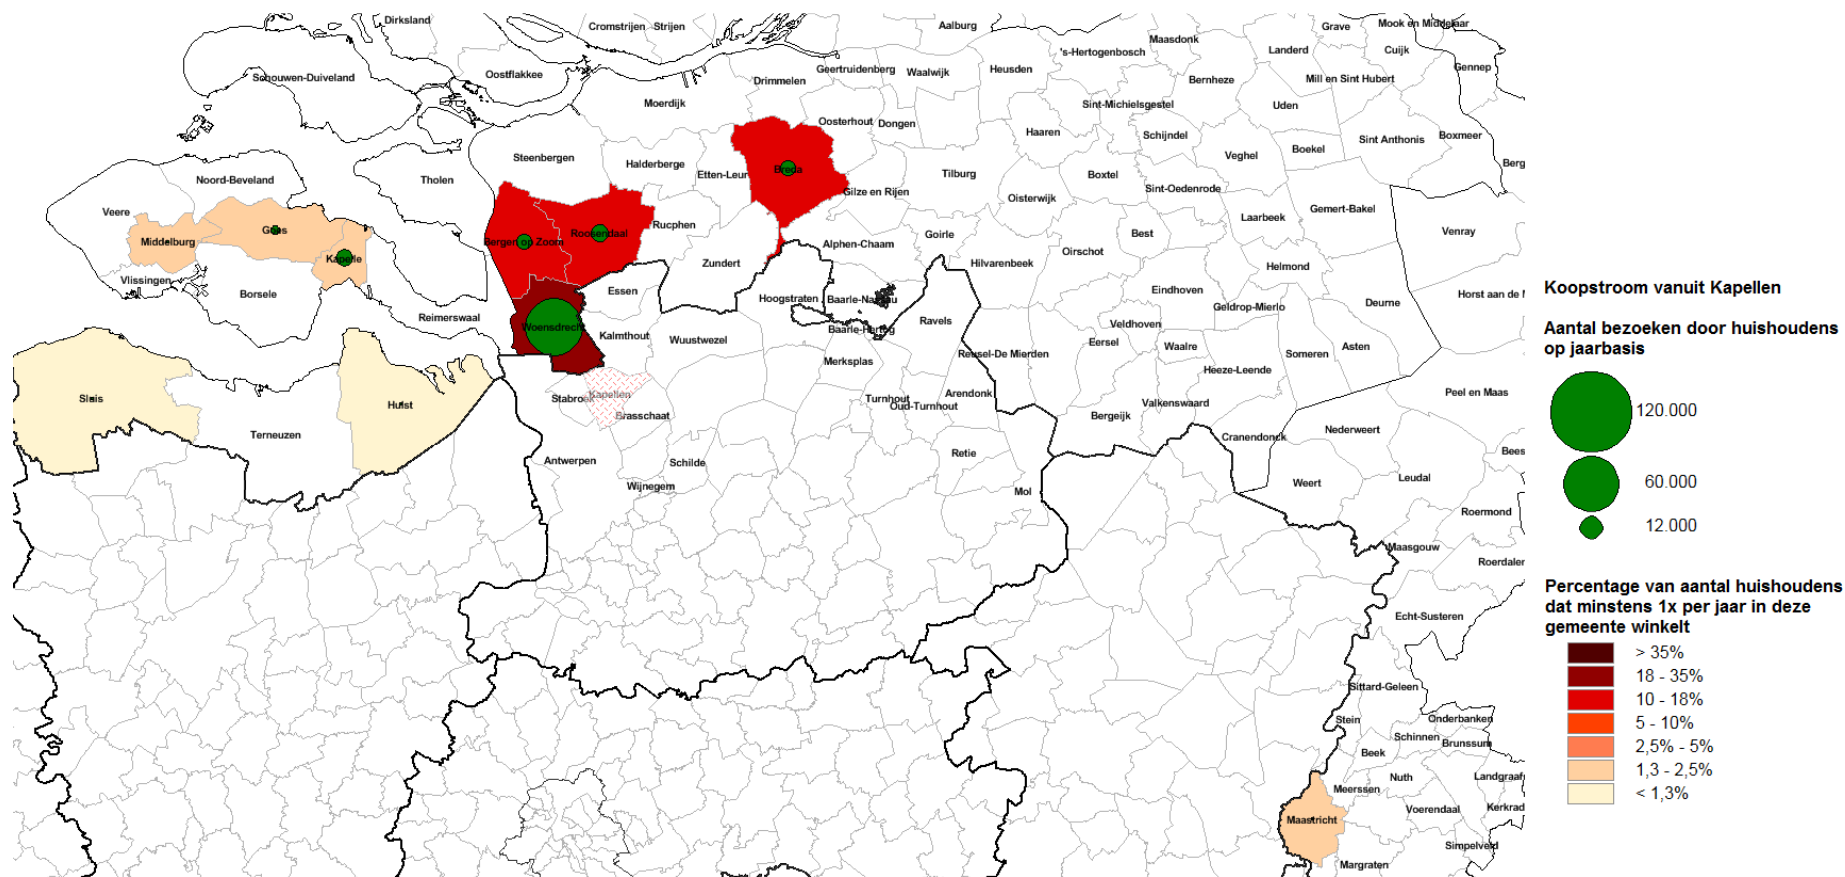 Dirksland
Cromstrijen
Strijen
Aalburg
Grave
Mook en Middelaar
Maasdonk
's-Hertogenbosch
Landerd
Cuijk
Schouwen-Duiveland
Oostflakkee
Drimmelen
Geertruidenberg
Waalwijk
Heusden
Bernheze
Mill en Sint Hubert
Gennep
Moerdijk
Sint-Michielsgestel
Uden
Oosterhout
Dongen
Haaren
Schijndel
Sint Anthonis
Boxmeer
Steenbergen
Halderberge
Etten-Leur
Breda
Veghel
Boekel
Berg
Noord-Beveland
Tholen
Gilze en Rijen
Tilburg
Boxtel
Sint-Oedenrode
Oisterwijk
Veere
Rucphen
Laarbeek
Gemert-Bakel
Middelburg
Goes
Bergen op Zoom
Roosendaal
Alphen-Chaam
Goirle
Oirschot
Best
Venray
Kapelle
Zundert
Hilvarenbeek
Helmond
Vlissingen
Borsele
Essen
Hoogstraten
Baarle-Nassau
Eindhoven
Geldrop-Mierlo
Deurne
Horst aan de M
Reimerswaal
Woensdrecht
Kalmthout
Wuustwezel
Baarle-Hertog
Ravels
Veldhoven
Eersel
Waalre
Merksplas
Reusel-De Mierden
Someren
Asten
Heeze-Leende
Sluis
Hulst
Stabroek
Kapellen
Brasschaat
Turnhout
Oud-Turnhout
Arendonk
Bergeijk
Valkenswaard
Peel en Maas
Terneuzen
Cranendonck
Nederweert
Antwerpen
Schilde
Retie
Bees
Wijnegem
Mol
Weert
Leudal
Roermond
Maasgouw
Roerdalen
Echt-Susteren
Sittard-Geleen
Stein
Onderbanken
Schinnen
Brunssum
Beek
Nuth
Landgraaf
Meerssen
Voerendaal
Kerkrad
Maastricht
Simpelveld
Margraten
Koopstroom vanuit Kapellen
Aantal bezoeken door huishoudens
op jaarbasis
120.000
60.000
12.000
Percentage van aantal huishoudens
dat minstens 1x per jaar in deze
gemeente winkelt
> 35%
18 - 35%
10 - 18%
5 - 10%
2,5% - 5%
1,3 - 2,5%
< 1,3%